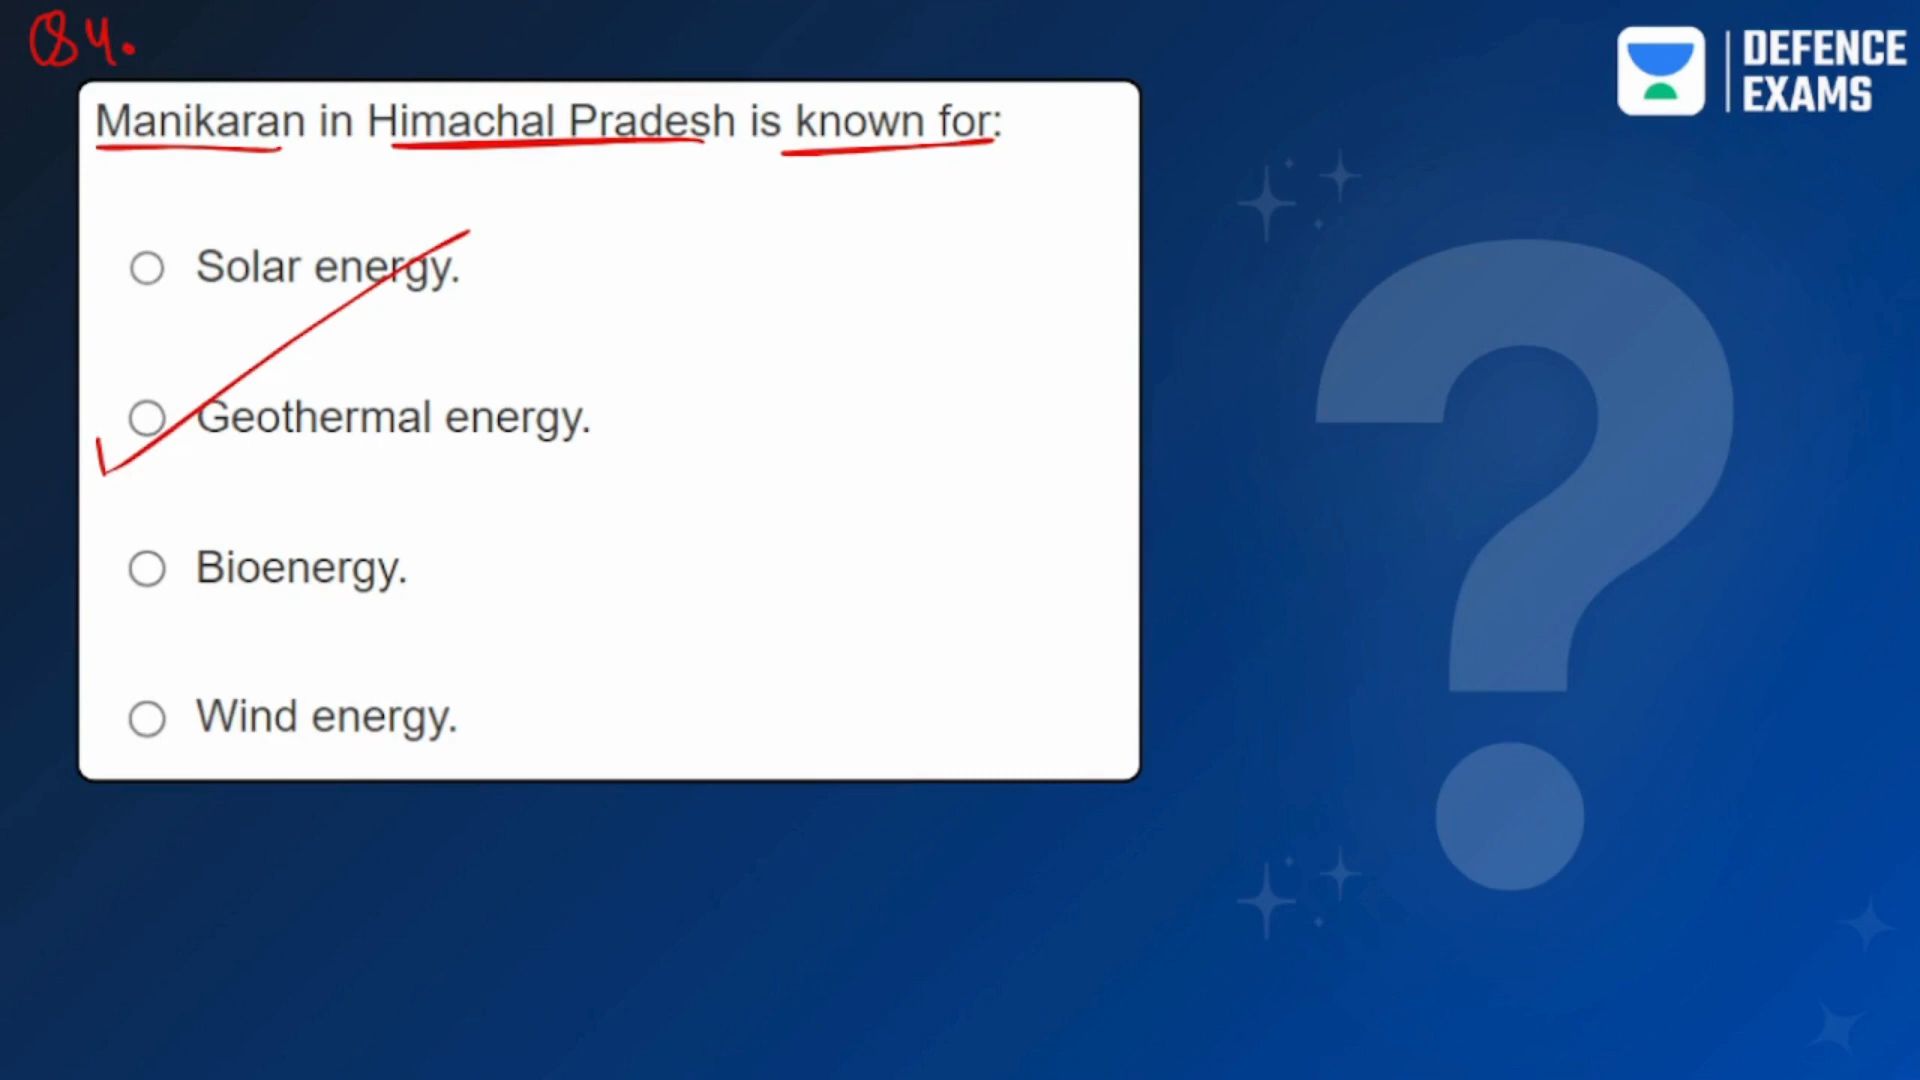 Q4.
DEFENCE
EXAMS
Manikaran in Himachal Pradesh is known for:
Solar energy.
Geothermal energy.
Bioenergy.
Wind energy.